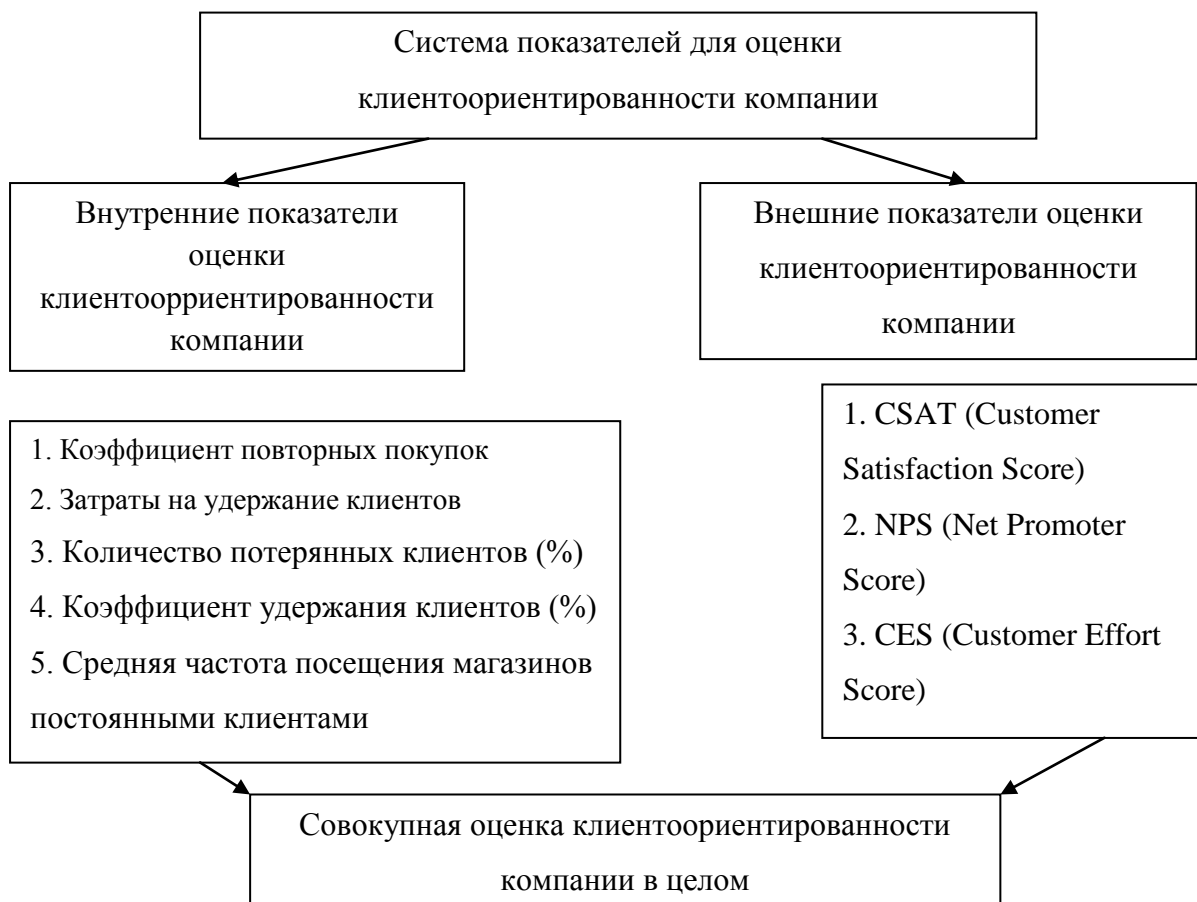 Система показателей для оценки
клиентоориентированности компании
Внутренние показатели
оценки
клиентоорриентированности
компании
Внешние показатели оценки
клиентоориентированности
компании
1. Коэффициент повторных покупок
2. Затраты на удержание клиентов
3. Количество потерянных клиентов (%)
4. Коэффициент удержания клиентов (%)
5. Средняя частота посещения магазинов
постоянными клиентами
1. CSAT (Customer
Satisfaction Score)
2. NPS (Net Promoter
Score)
3. CES (Customer Effort
Score)
Совокупная оценка клиентоориентированности
компании в целом